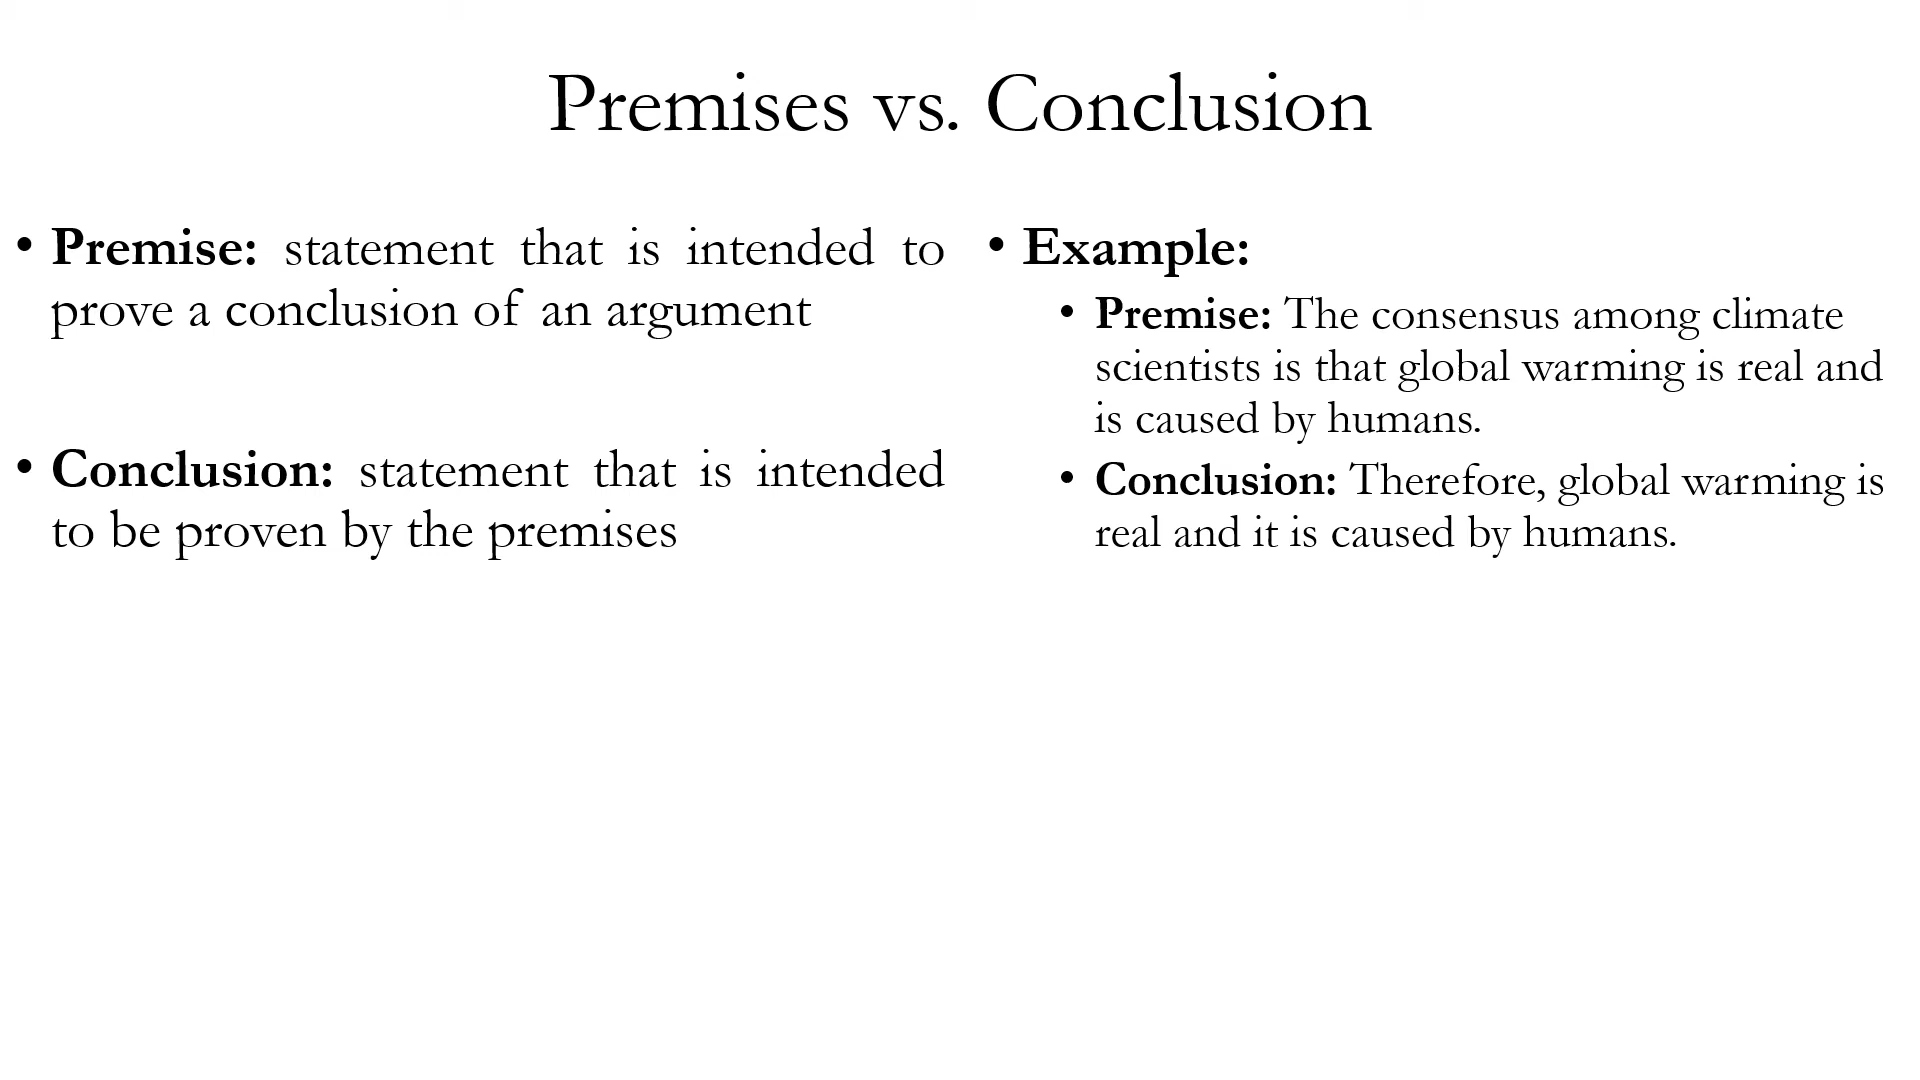 Premises vs. Conclusion
• Premise: statement that is intended to
prove a conclusion of an argument
• Conclusion: statement that is intended
to be proven by the premises
• Example:
• Premise: The consensus among climate
scientists is that global warming is real and
is caused by humans.
• Conclusion: Therefore, global warming is
real and it is caused by humans.